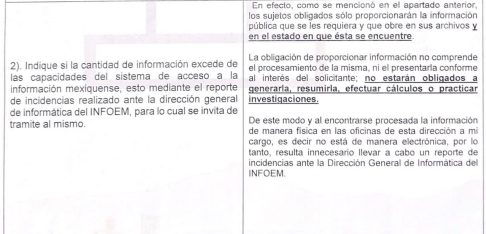 2). Indique si la cantidad de información excede de
las capacidades del sistema de acceso a la
información mexiquense, esto mediante el reporte
de incidencias realizado ante la dirección general
de informática del INFOEM, para lo cual se invita de
tramite al mismo.
En efecto, como se mencionó en el apartado anterior,
los sujetos obligados sólo proporcionarán la información
pública que se les requiera y que obre en sus archivos y
en el estado en que ésta se encuentre.
La obligación de proporcionar información no comprende
el procesamiento de la misma, ni el presentarla conforme
al interés del solicitante; no estarán obligados a
generarla, resumirla, efectuar cálculos o practicar
investigaciones.
De este modo y al encontrarse procesada la información
de manera física en las oficinas de esta dirección a mi
cargo, es decir no está de manera electrónica, por lo
tanto, resulta innecesario llevar a cabo un reporte de
incidencias ante la Dirección General de Informática del
INFOEM.